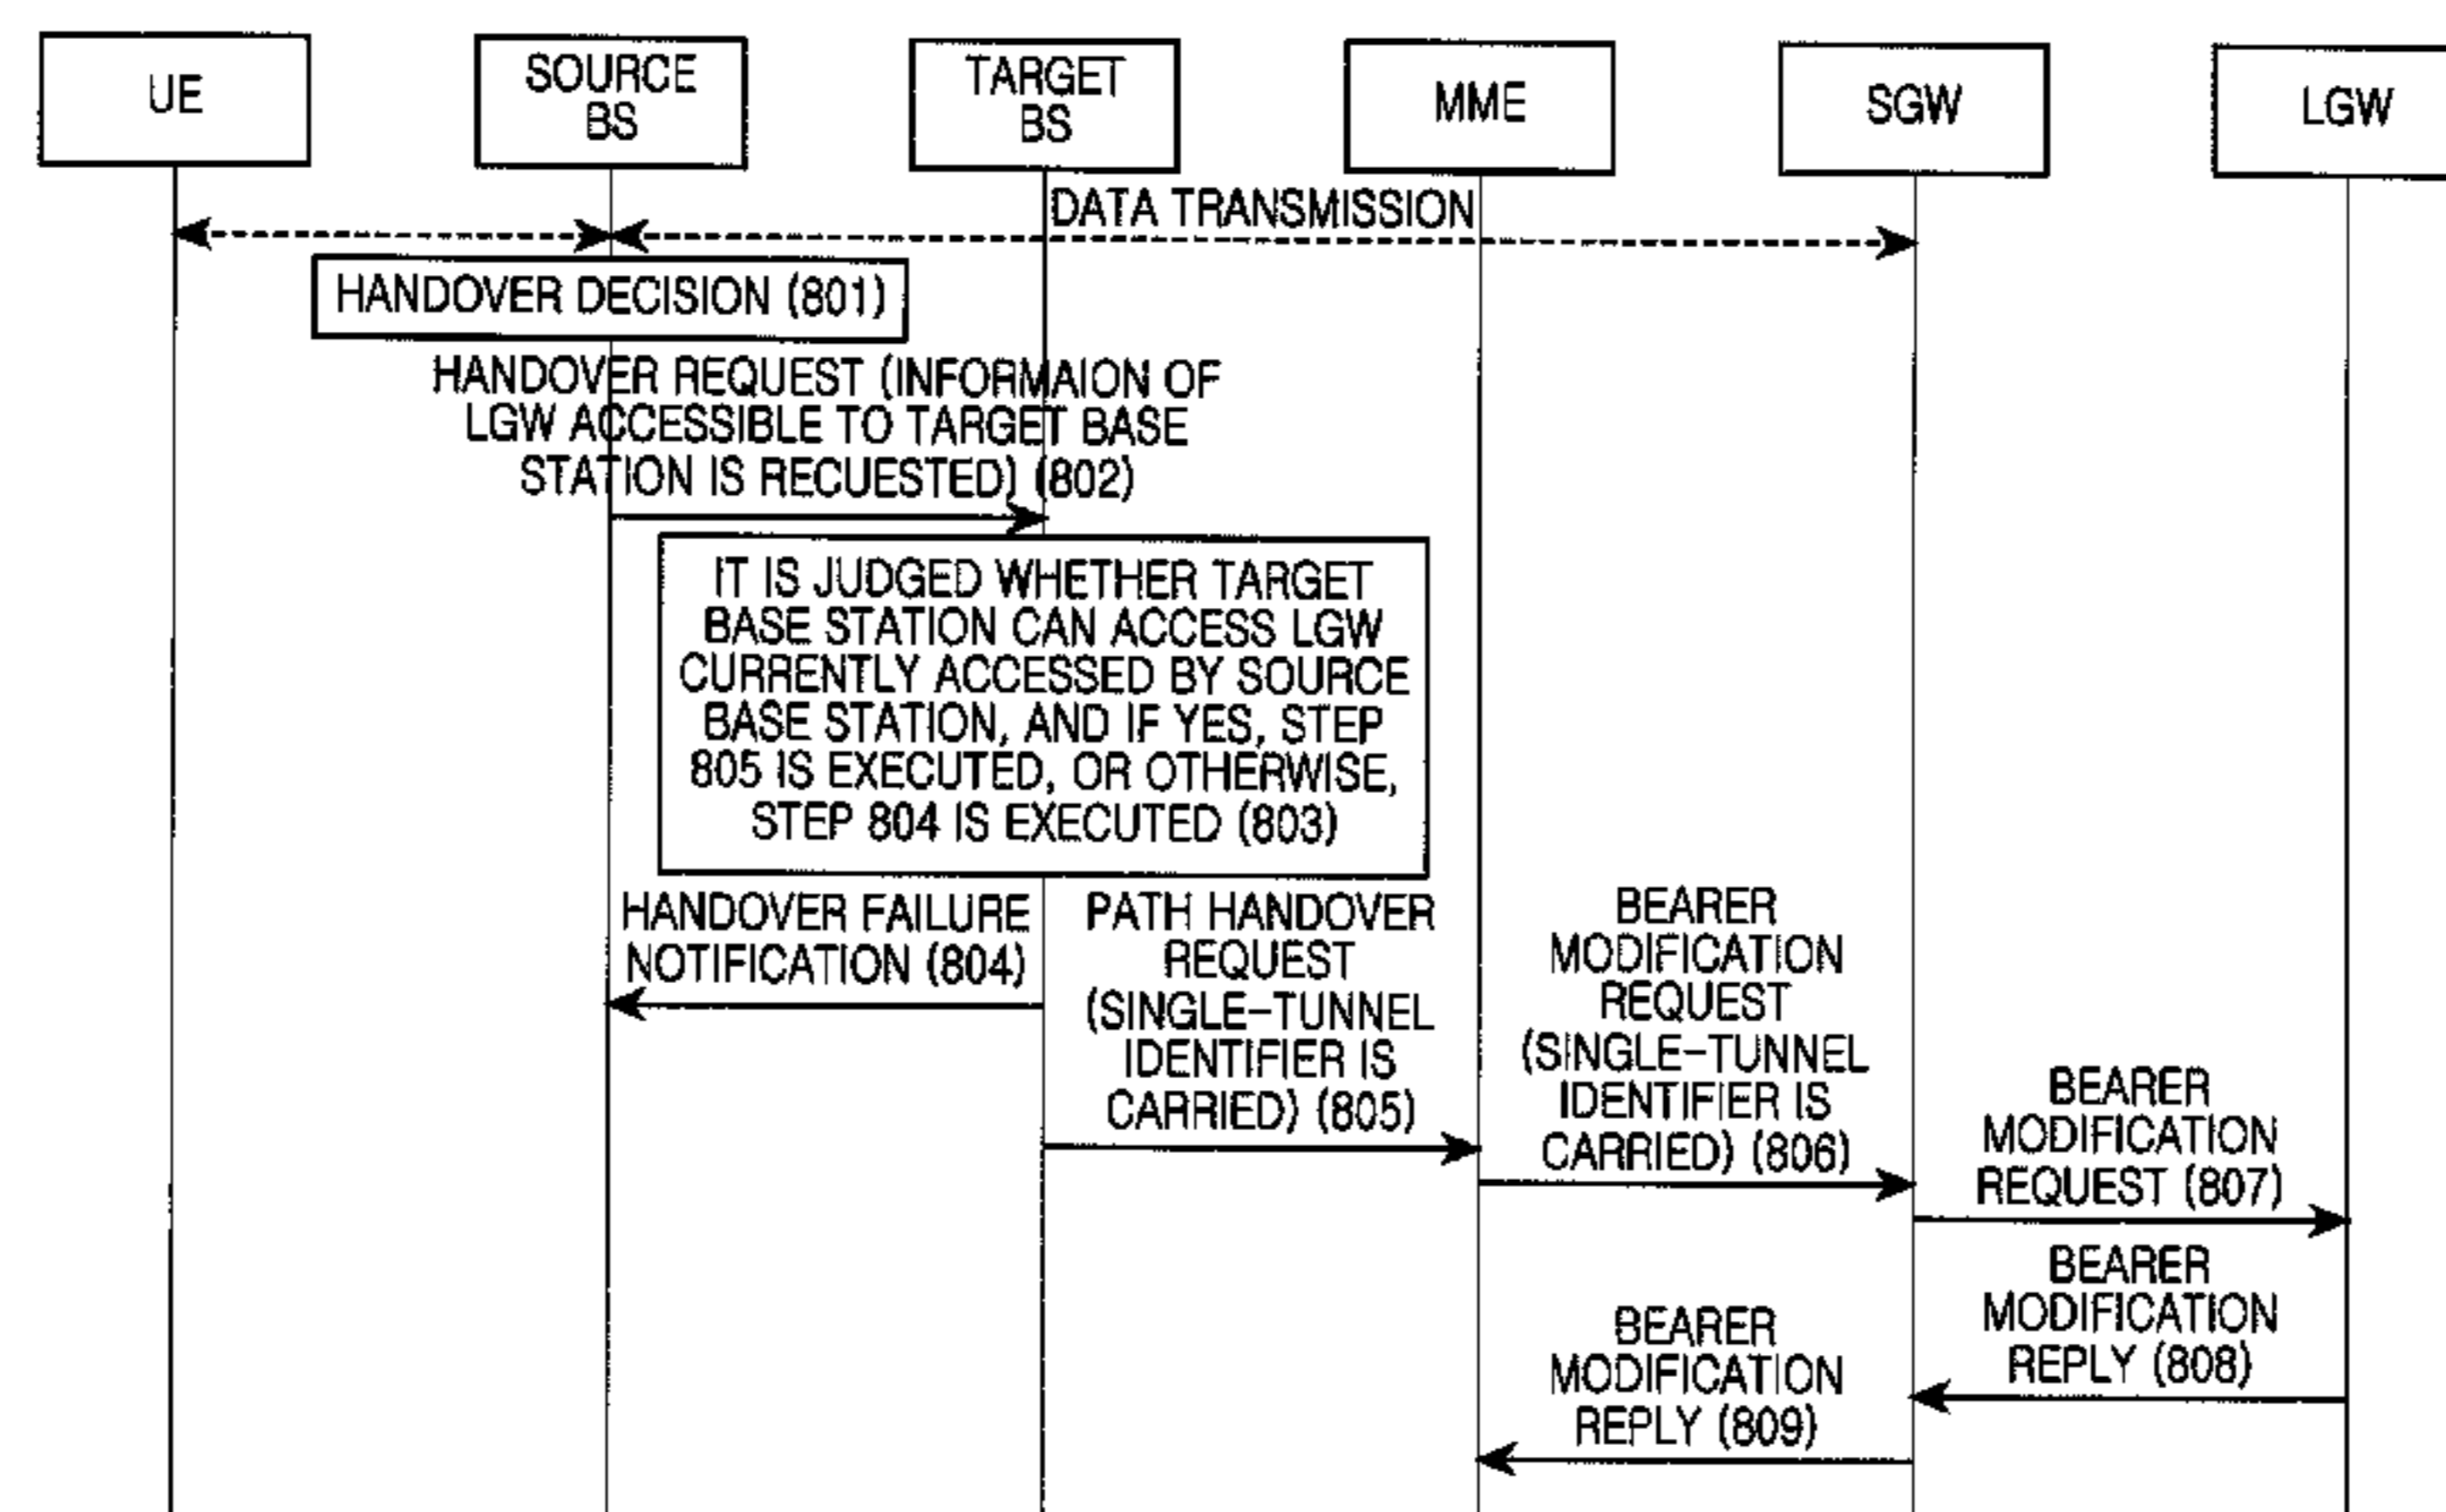 UE
SOURCE
BS
TARGET
BS
MME
SGW
LGW
DATA TRANSMISSION
HANDOVER DECISION (801)
HANDOVER REQUEST (INFORMAION OF
LGW ACCESSIBLE TO TARGET BASE
STATION IS RECUESTED) (802)
IT IS JUDGED WHETHER TARGET
BASE STATION CAN ACCESS LGW
CURRENTLY ACCESSED BY SOURCE
BASE STATION, AND IF YES, STEP
805 IS EXECUTED, OR OTHERWISE,
STEP 804 IS EXECUTED (803)
HANDOVER FAILURE
NOTIFICATION (804)
PATH HANDOVER
REQUEST
(SINGLE-TUNNEL
IDENTIFIER IS
CARRIED) (805)
BEARER
MODIFICATION
REQUEST
(SINGLE-TUNNEL
IDENTIFIER IS
CARRIED) (806)
BEARER
MODIFICATION
REQUEST (807)
BEARER
MODIFICATION
REPLY (808)
BEARER
MODIFICATION
REPLY (809)